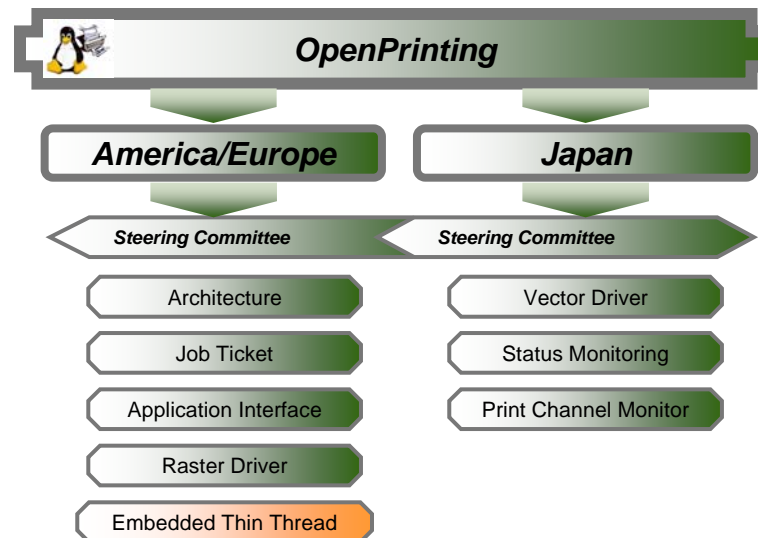 OpenPrinting
America/Europe
Japan
Steering Committee
Steering Committee
Architecture
Vector Driver
Job Ticket
Status Monitoring
Application Interface
Print Channel Monitor
Raster Driver
Embedded Thin Thread